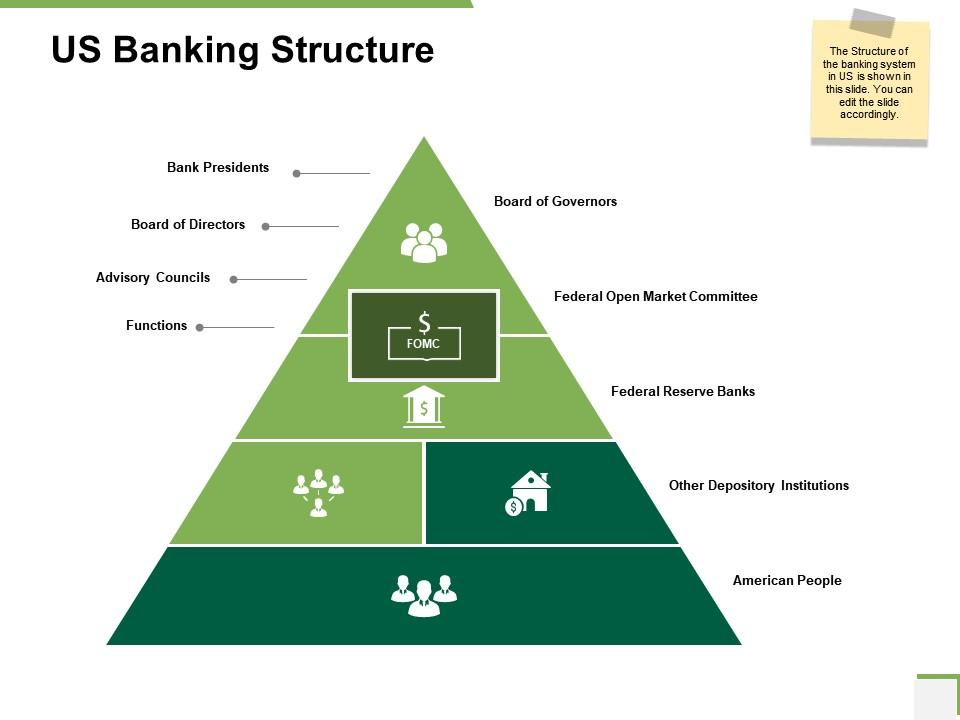 US Banking Structure
The Structure of
the banking system
in US is shown in
this slide. You can
edit the slide
accordingly.
Bank Presidents
Board of Governors
Board of Directors
Advisory Councils
Federal Open Market Committee
Functions
$
FOMC
Federal Reserve Banks
$
Other Depository Institutions
$
American People